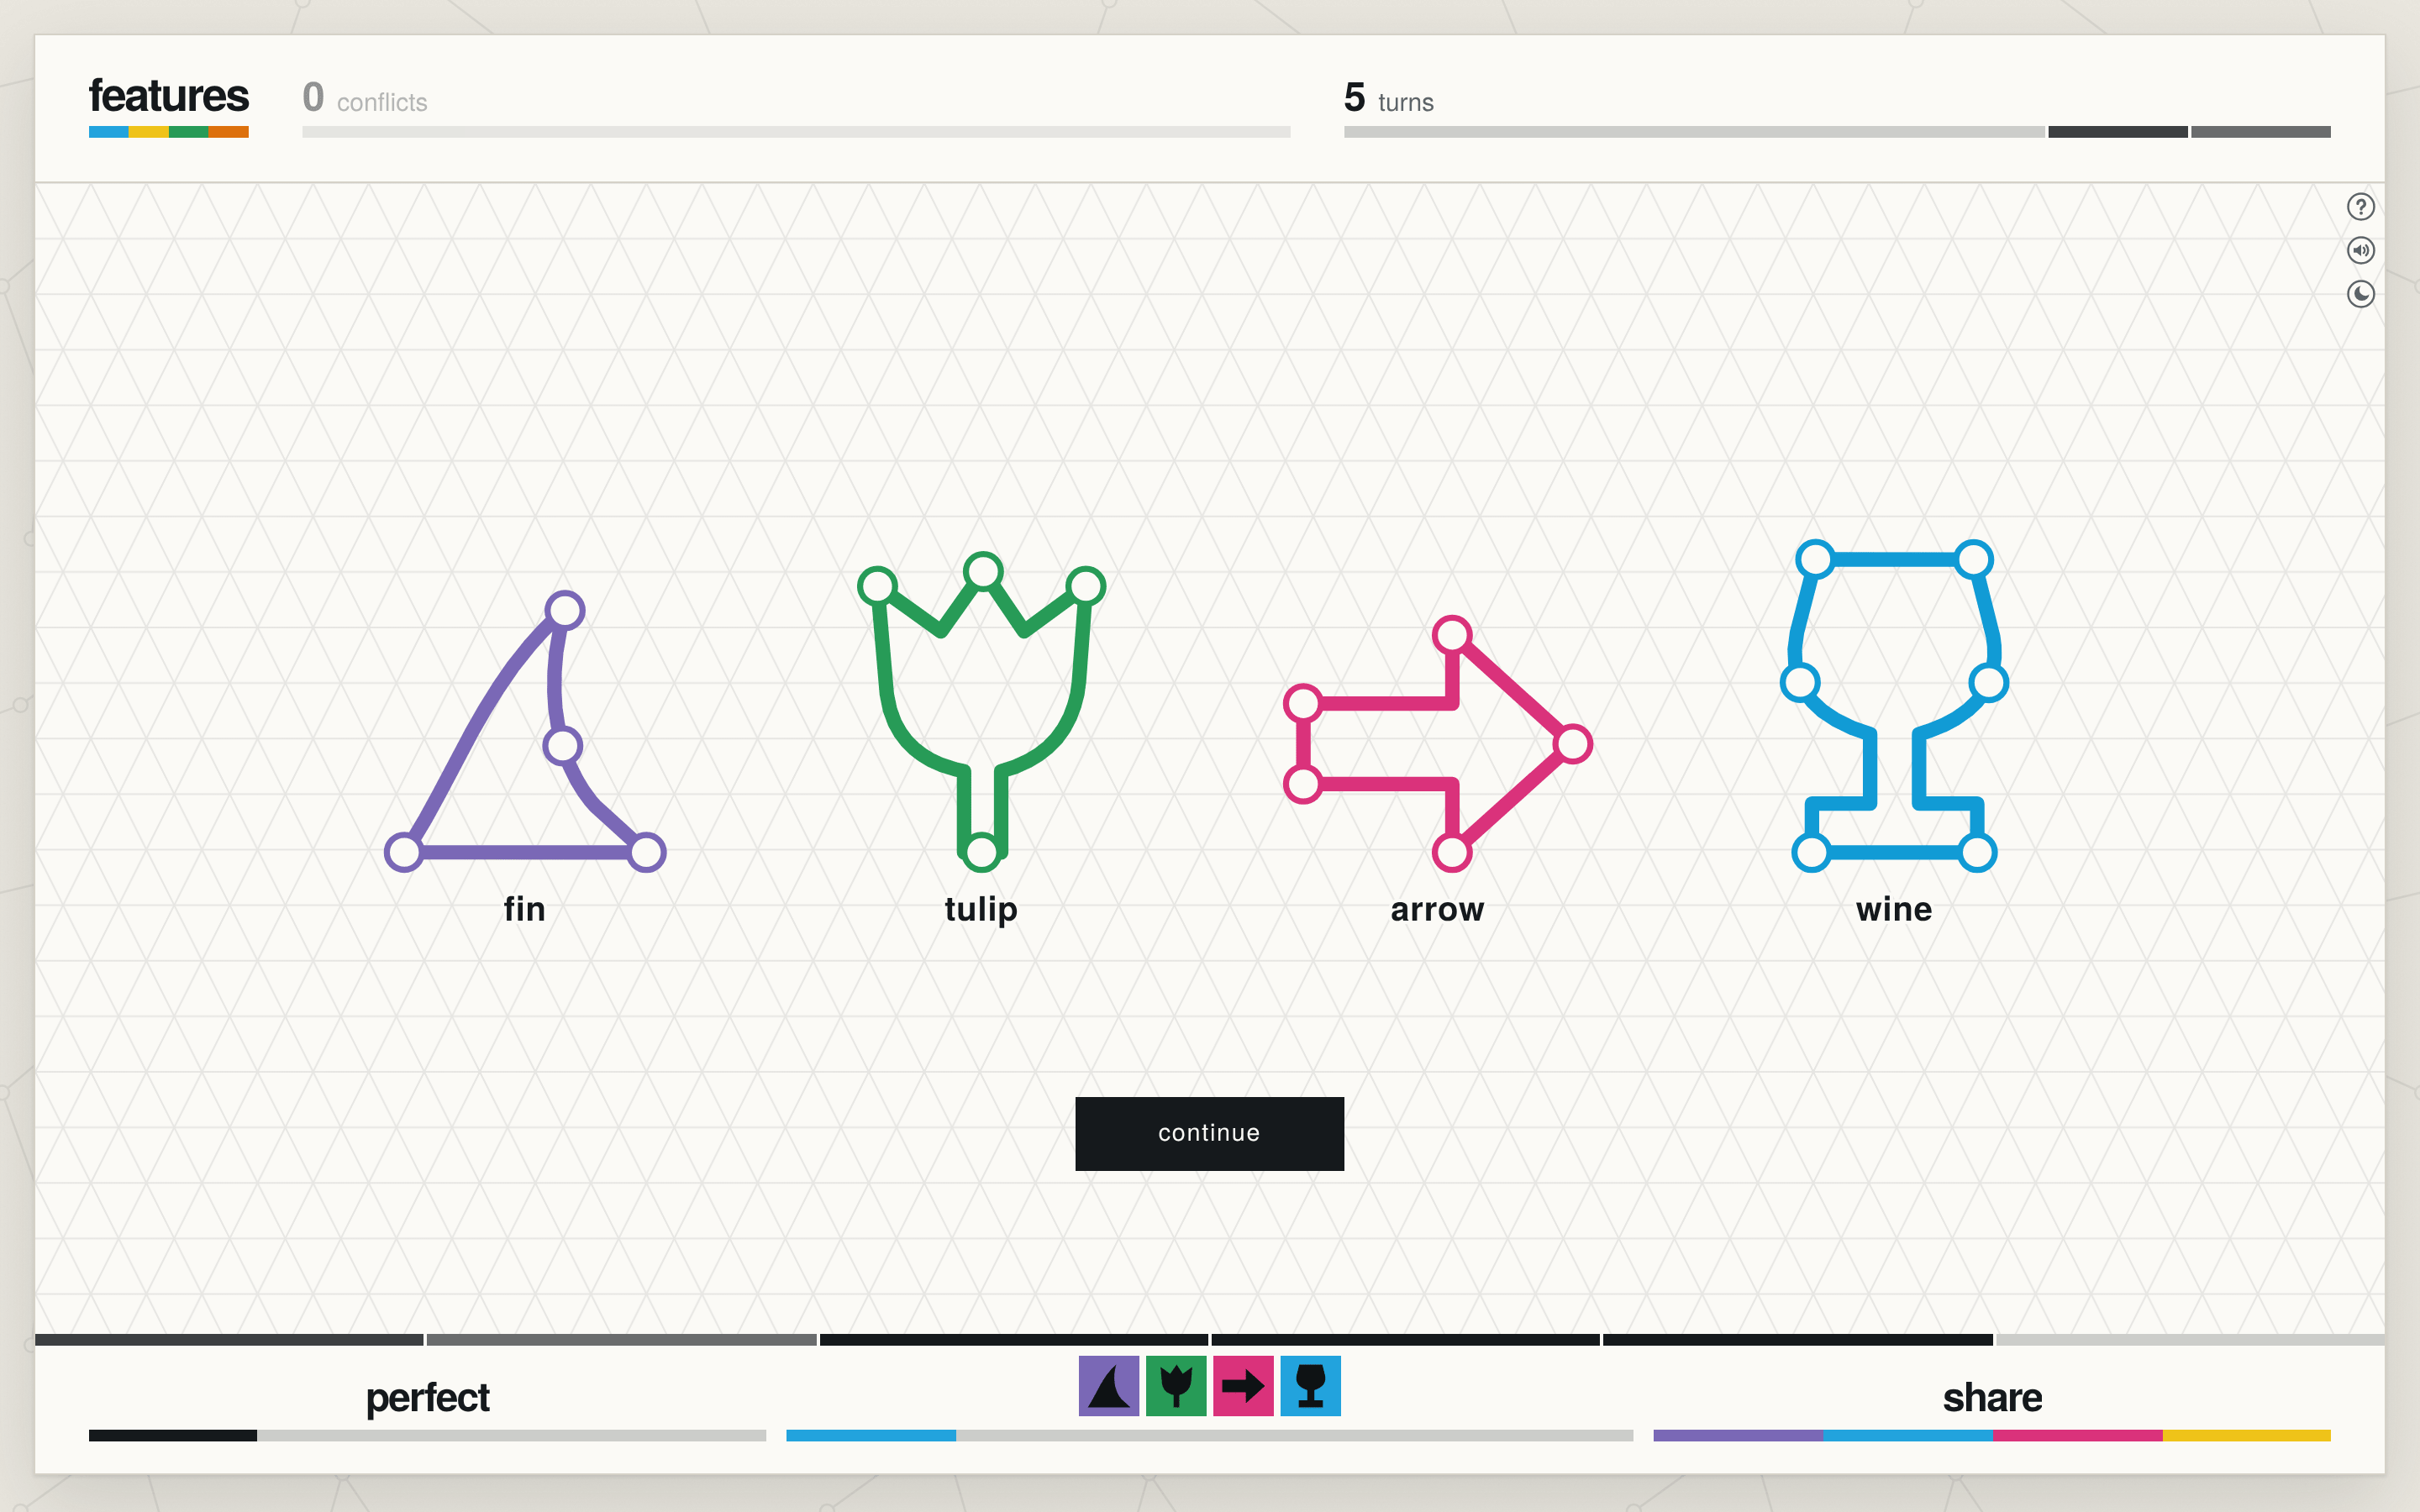 features
0 conflicts
5 turns
?
fin
tulip
arrow
wine
continue
perfect
share